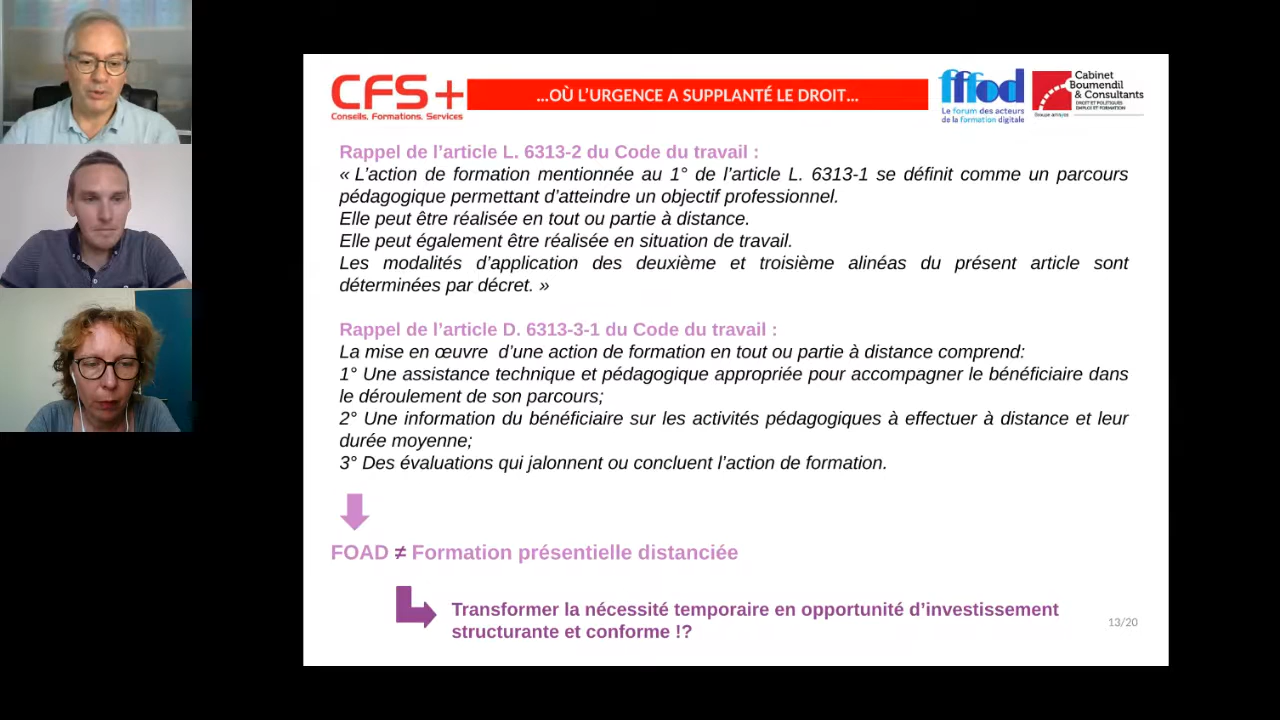 CFS+
Conseils, Formations, Services
...OÙ L'URGENCE A SUPPLANTÉ LE DROIT...
fffod
Le forum des acteurs
de la formation digitale
Cabinet
Boumendil
& Consultants
DROIT ET POLITIQUES
EMPLOI ET FORMATION
Rappel de l'article L. 6313-2 du Code du travail :
« L'action de formation mentionnée au 1° de l'article L. 6313-1 se définit comme un parcours
pédagogique permettant d'atteindre un objectif professionnel.
Elle peut être réalisée en tout ou partie à distance.
Elle peut également être réalisée en situation de travail.
Les modalités d'application des deuxième et troisième alinéas du présent article sont
déterminées par décret. »
Rappel de l'article D. 6313-3-1 du Code du travail :
La mise en œuvre d'une action de formation en tout ou partie à distance comprend:
1° Une assistance technique et pédagogique appropriée pour accompagner le bénéficiaire dans
le déroulement de son parcours;
2° Une information du bénéficiaire sur les activités pédagogiques à effectuer à distance et leur
durée moyenne;
3° Des évaluations qui jalonnent ou concluent l'action de formation.
FOAD ≠ Formation présentielle distanciée
Transformer la nécessité temporaire en opportunité d'investissement
structurante et conforme !?
13/20